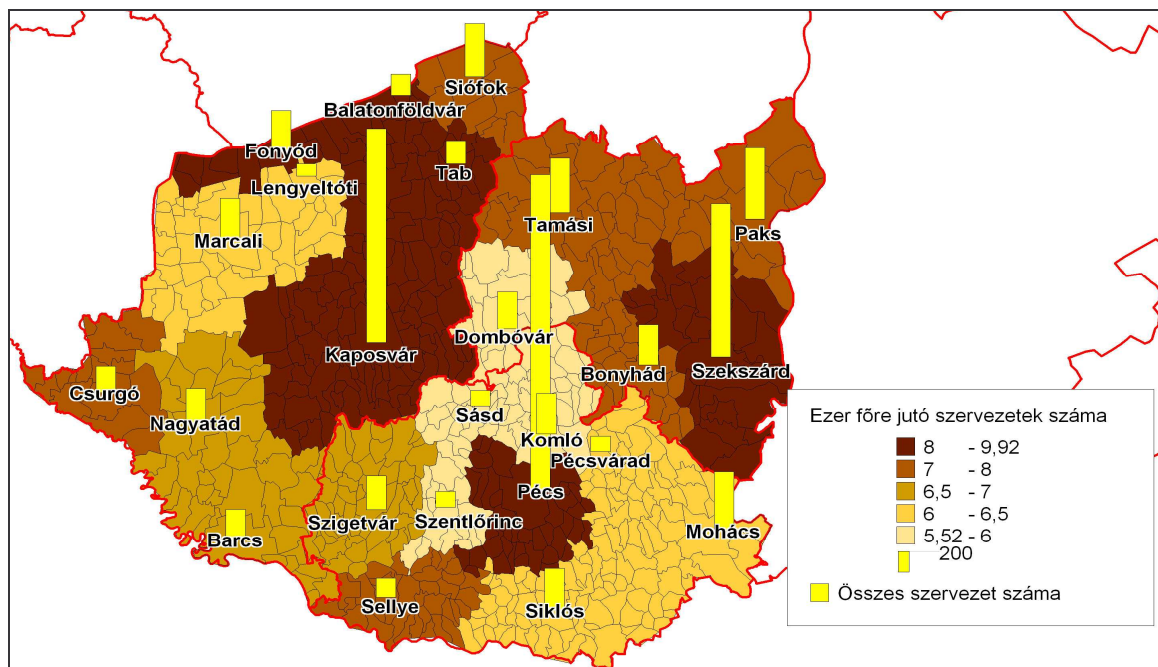 Siófok
Balatonföldvár
Fonyód
Tab
Lengyeltóti
Tamási
Marcali
Paks
Dombóvár
Kaposvár
Bonyhád
Szekszárd
Csurgó
Sásd
Nagyatád
Komló
Pécsvárad
Pécs
Szigetvár
Szentlőrinc
Mohács
Barcs
Sellye
Siklós
Ezer főre jutó szervezetek száma
8 - 9,92
7 - 8
6,5 - 7
6 - 6,5
5,52 - 6
200
Összes szervezet száma